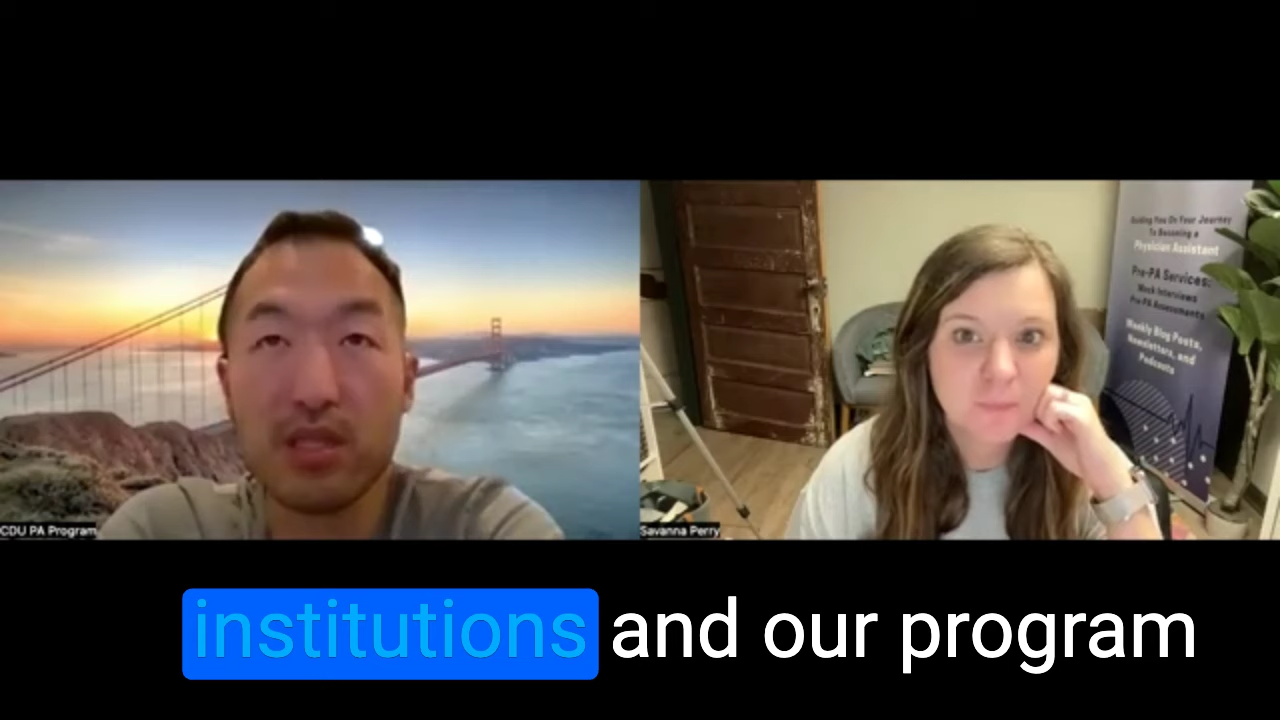 Guiding You On Your Journey
To Becoming a
Physician Assistant
Pre-PA Services:
Mock Interviews
Pre-PA Assessments
Weekly Blog Posts,
Newsletters, and
Podcasts
CDU PA Program
Savanna Perry
institutions and our program